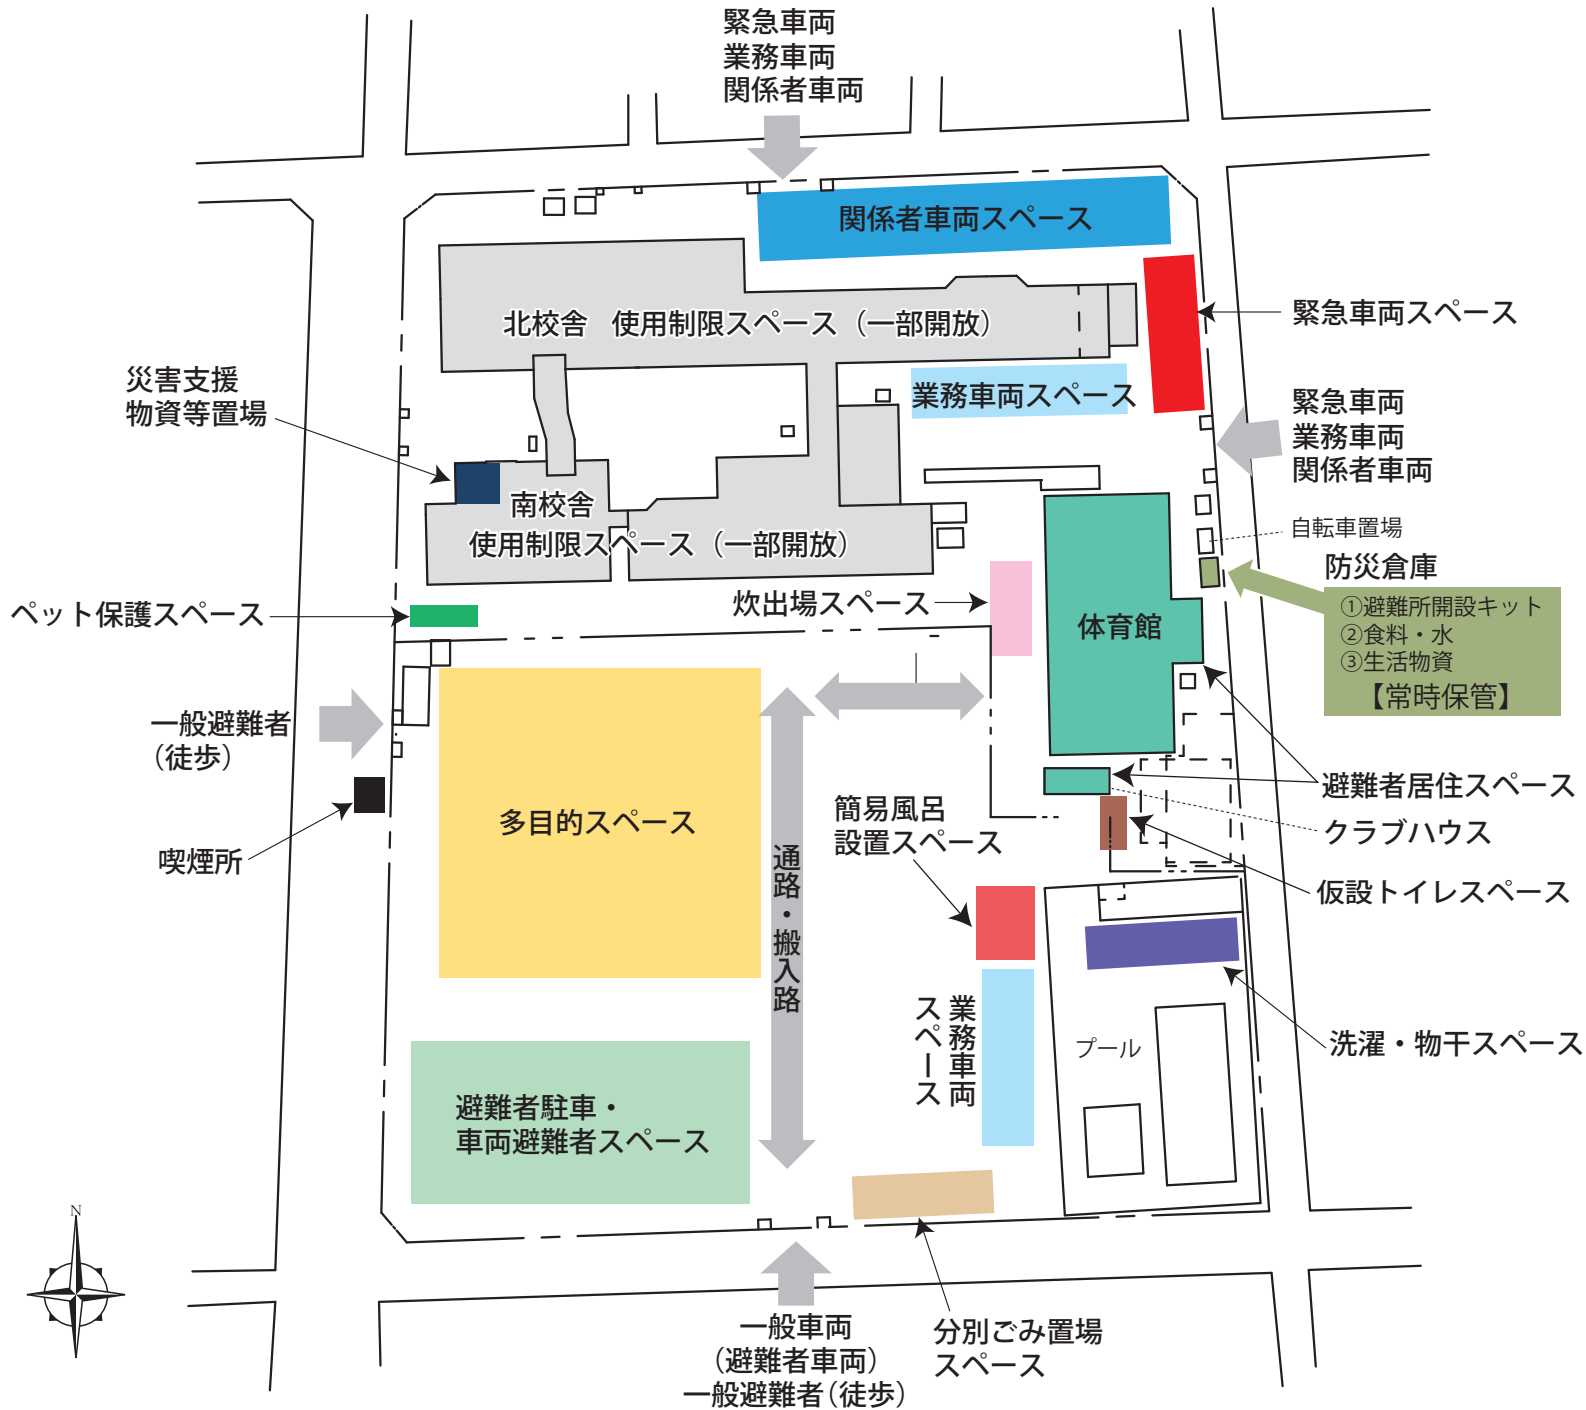 緊急車両
業務車両
関係者車両
関係者車両スペース
緊急車両スペース
北校舎 使用制限スペース（一部開放）
災害支援
物資等置場
業務車両スペース
緊急車両
業務車両
関係者車両
南校舎
使用制限スペース（一部開放）
自転車置場
防災倉庫
①避難所開設キット
②食料・水
③生活物資
【常時保管】
ペット保護スペース
炊出場スペース
体育館
一般避難者
（徒歩）
避難者居住スペース
多目的スペース
簡易風呂
設置スペース
クラブハウス
喫煙所
通路・搬入路
仮設トイレスペース
業務車両
スペース
プール
洗濯・物干スペース
避難者駐車・
車両避難者スペース
N
一般車両
（避難者車両）
一般避難者（徒歩）
分別ごみ置場
スペース